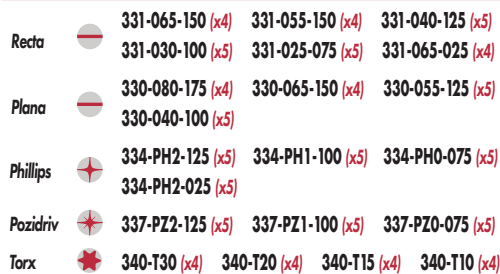 331-065-150 (x4) 331-055-150 (x4) 331-040-125 (x5)
Recta
331-030-100 (x5) 331-025-075 (x5) 331-065-025 (x4)
330-080-175 (x4) 330-065-150 (x4) 330-055-125 (x5)
Plana
330-040-100 (x5)
334-PH2-125 (x5) 334-PH1-100 (x5) 334-PH0-075 (x5)
Phillips
334-PH2-025 (x5)
Pozidriv 337-PZ2-125 (x5) 337-PZ1-100 (x5) 337-PZ0-075 (x5)
Torx 340-T30 (x4) 340-T20 (x4) 340-T15 (x4) 340-T10 (x4)